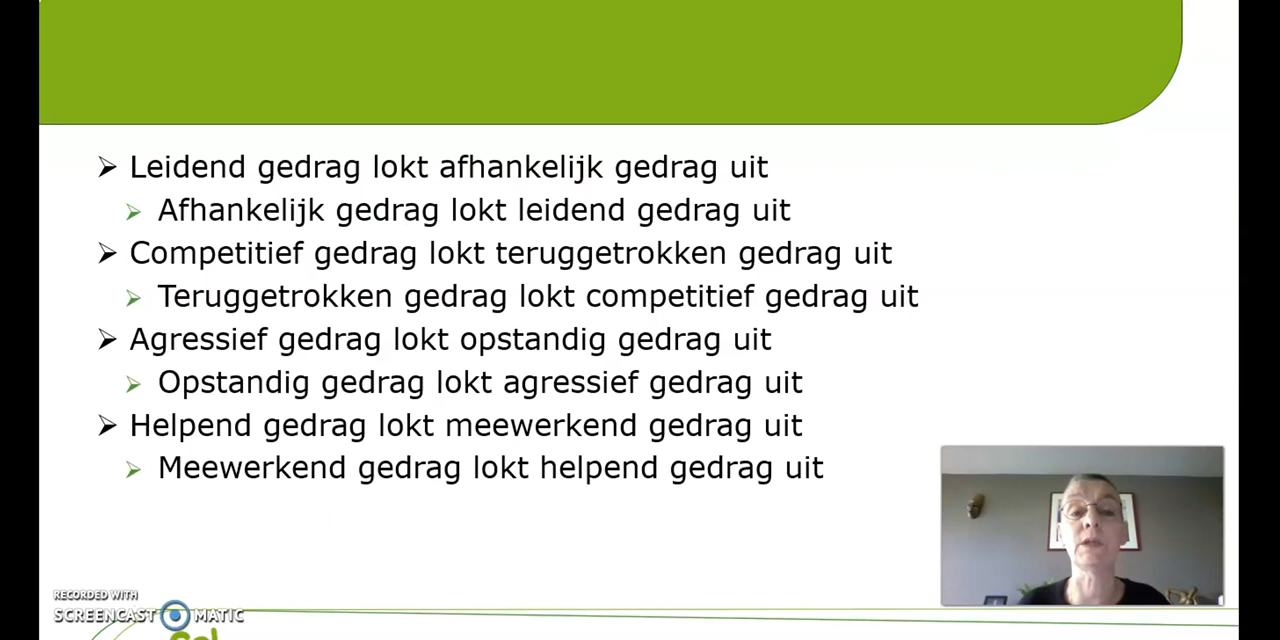 Leidend gedrag lokt afhankelijk gedrag uit
Afhankelijk gedrag lokt leidend gedrag uit
Competitief gedrag lokt teruggetrokken gedrag uit
Teruggetrokken gedrag lokt competitief gedrag uit
Agressief gedrag lokt opstandig gedrag uit
Opstandig gedrag lokt agressief gedrag uit
Helpend gedrag lokt meewerkend gedrag uit
Meewerkend gedrag lokt helpend gedrag uit
RECORDED WITH
SCREENCAST MATIC